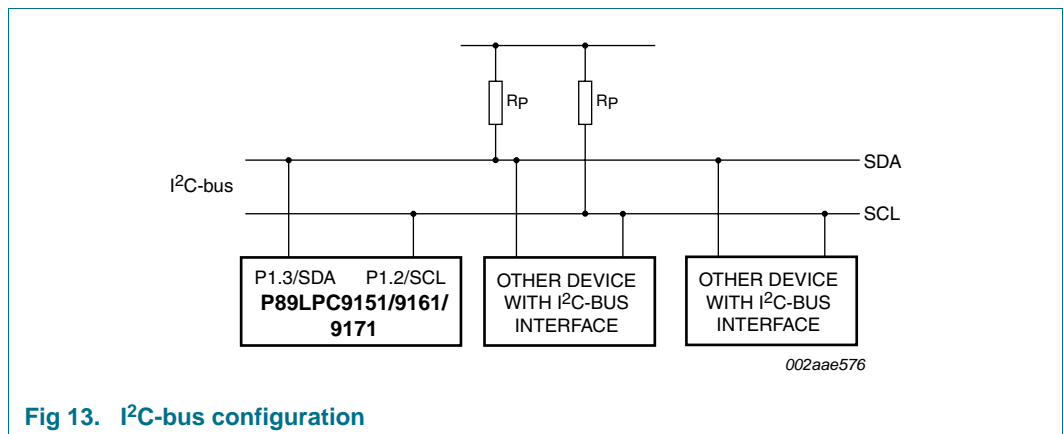 RP RP
SDA
I²C-bus
SCL
P1.3/SDA P1.2/SCL
P89LPC9151/9161/
9171
OTHER DEVICE
WITH I²C-BUS
INTERFACE
OTHER DEVICE
WITH I²C-BUS
INTERFACE
002aae576
Fig 13. I²C-bus configuration